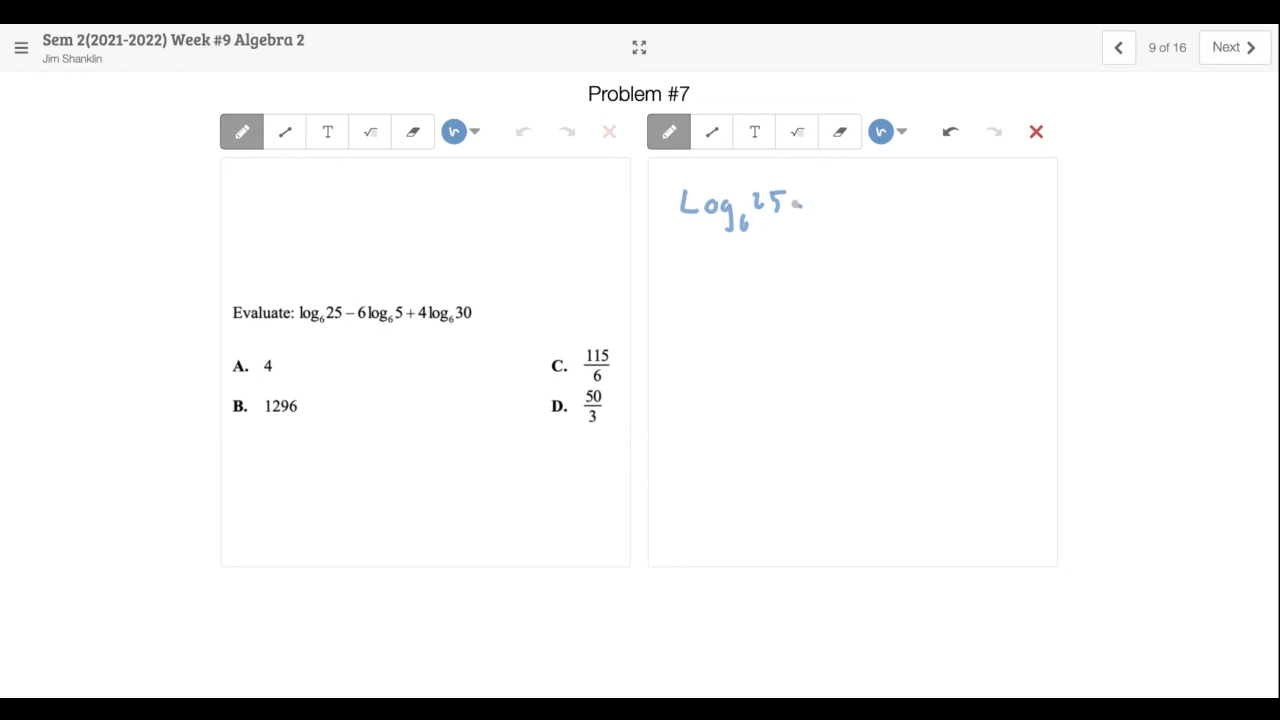 Sem 2(2021-2022) Week #9 Algebra 2
Jim Shanklin
9 of 16
Next
Problem #7
T
T
Evaluate: log₆25 – 6log₆5 + 4log₆30
A. 4
B. 1296
C. 115/6
D. 50/3
Log₆25